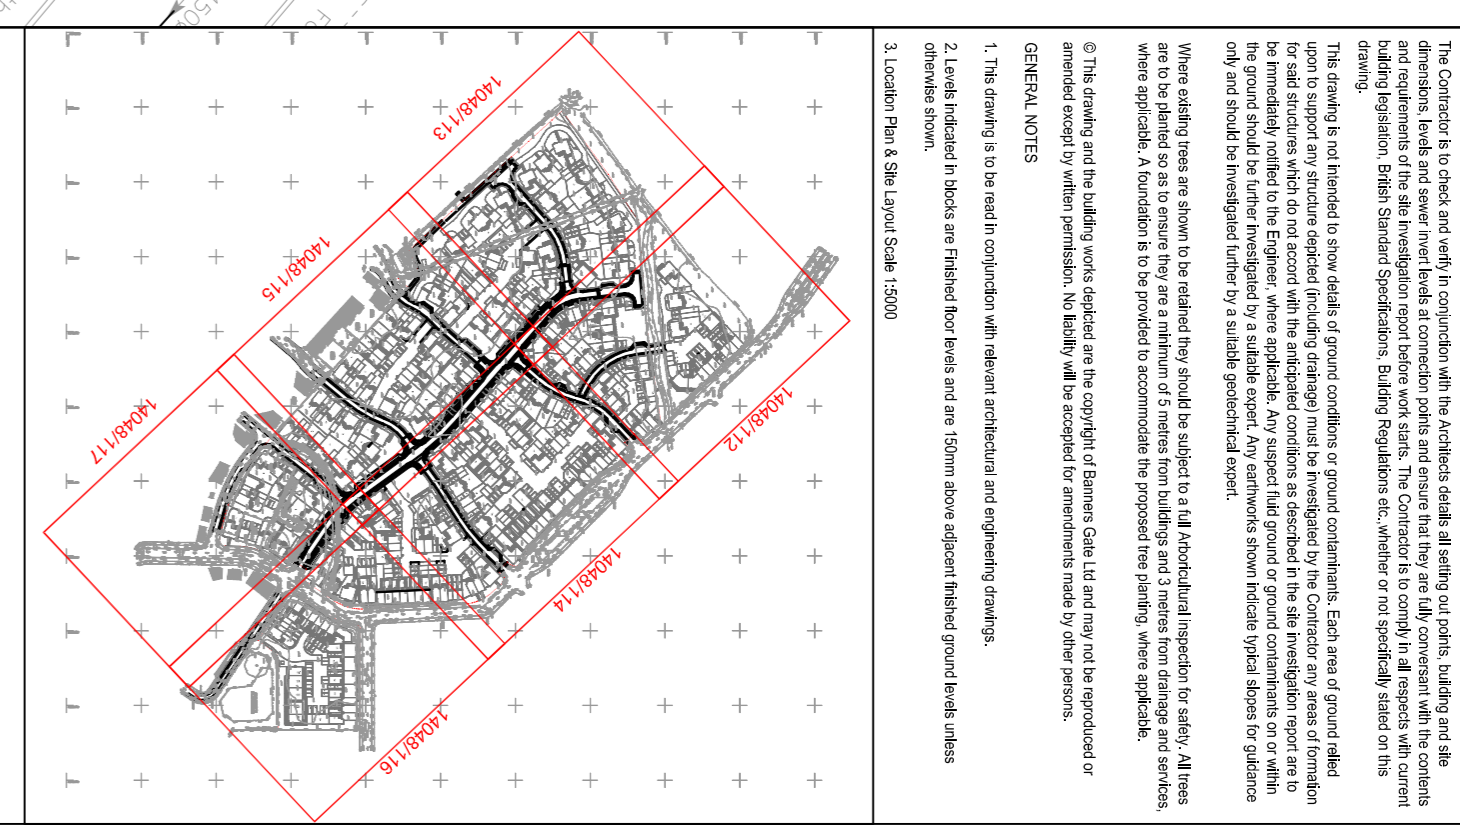 The Contractor is to check and verify in conjunction with the Architects details all setting out points, building and site
dimensions, levels and sewer invert levels at connection points and ensure that they are fully conversant with the contents
and requirements of the site investigation report before work starts. The Contractor is to comply in all respects with current
building legislation, British Standard Specifications, Building Regulations etc.,whether or not specifically stated on this
drawing.
This drawing is not intended to show details of ground conditions or ground contaminants. Each area of ground relied
upon to support any structure depicted (including drainage) must be investigated by the Contractor any areas of formation
for said structures which do not accord with the anticipated conditions as described in the site investigation report are to
be immediately notified to the Engineer, where applicable. Any suspect fluid ground or ground contaminants on or within
the ground should be further investigated by a suitable expert. Any earthworks shown indicate typical slopes for guidance
only and should be investigated further by a suitable geotechnical expert.
Where existing trees are shown to be retained they should be subject to a full Arboricultural inspection for safety. All trees
are to be planted so as to ensure they are a minimum of 5 metres from buildings and 3 metres from drainage and services,
where applicable. A foundation is to be provided to accommodate the proposed tree planting, where applicable.
© This drawing and the building works depicted are the copyright of Banners Gate Ltd and may not be reproduced or
amended except by written permission. No liability will be accepted for amendments made by other persons.
GENERAL NOTES
1. This drawing is to be read in conjunction with relevant architectural and engineering drawings.
2. Levels indicated in blocks are Finished floor levels and are 150mm above adjacent finished ground levels unless
otherwise shown.
3. Location Plan & Site Layout Scale 1:5000
14048/113
14048/115
14048/117
14048/112
14048/114
14048/116